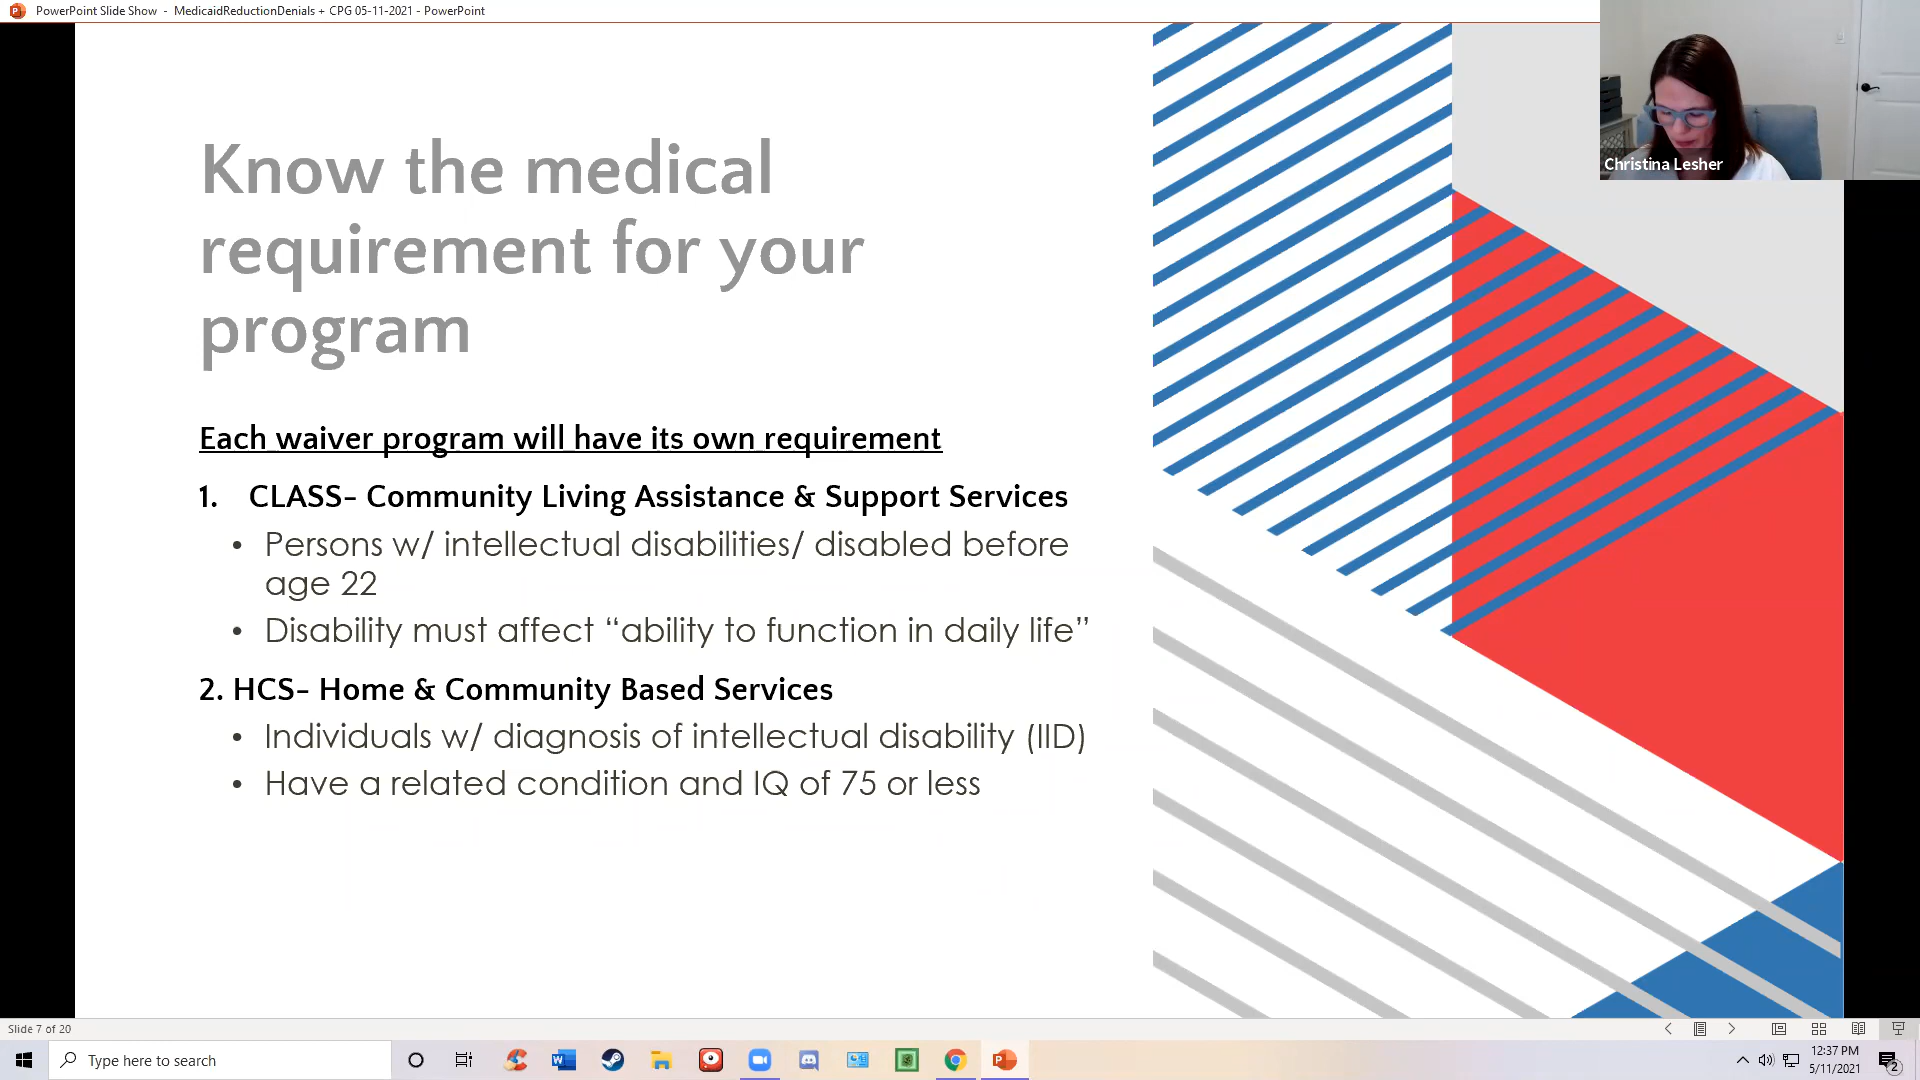 PowerPoint Slide Show - MedicaidReductionDenials + CPG 05-11-2021 - PowerPoint
Christina Lesher
Know the medical
requirement for your
program
Each waiver program will have its own requirement
1. CLASS- Community Living Assistance & Support Services
• Persons w/ intellectual disabilities/ disabled before
age 22
• Disability must affect “ability to function in daily life”
2. HCS- Home & Community Based Services
• Individuals w/ diagnosis of intellectual disability (IID)
• Have a related condition and IQ of 75 or less
Slide 7 of 20
Type here to search
12:37 PM
5/11/2021
2